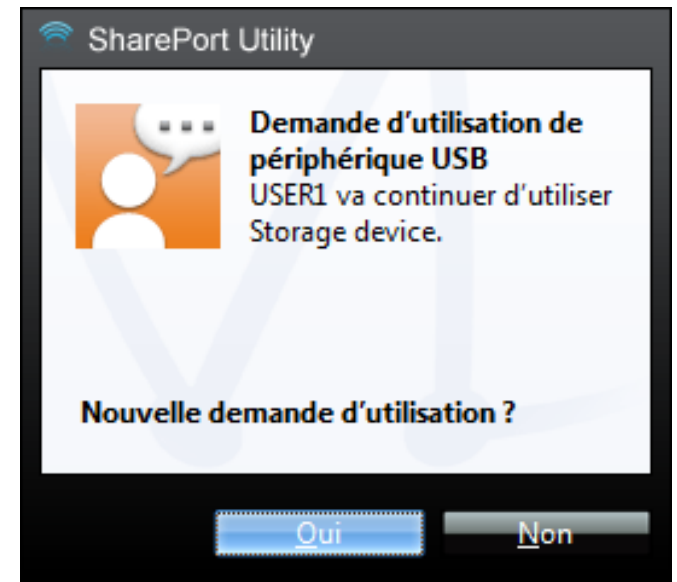 SharePort Utility
Demande d’utilisation de
périphérique USB
USER1 va continuer d’utiliser
Storage device.
Nouvelle demande d’utilisation ?
Oui
Non